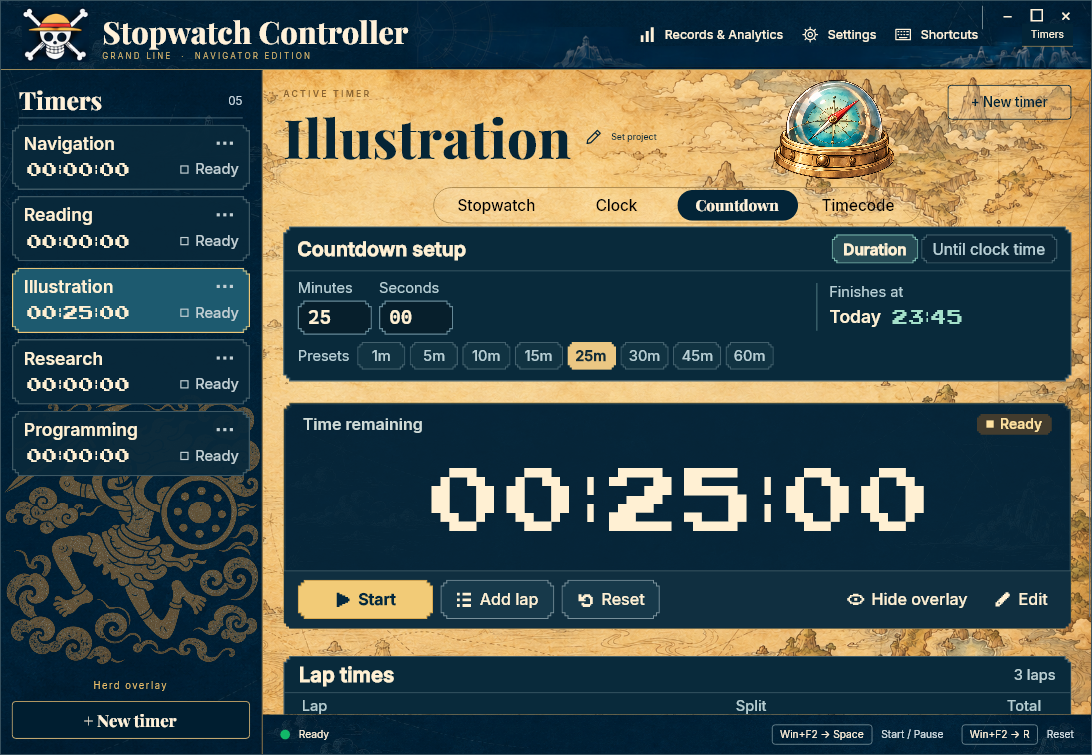 Stopwatch Controller
GRAND LINE · NAVIGATOR EDITION
Records & Analytics
Settings
Shortcuts
Timers
Timers
05
Navigation
00:00:00
Ready
Reading
00:00:00
Ready
Illustration
00:25:00
Ready
Research
00:00:00
Ready
Programming
00:00:00
Ready
Herd overlay
+ New timer
ACTIVE TIMER
Illustration
Set project
+ New timer
Stopwatch
Clock
Countdown
Timecode
Countdown setup
Duration
Until clock time
Minutes
Seconds
25
00
Finishes at
Today 23:45
Presets
1m
5m
10m
15m
25m
30m
45m
60m
Time remaining
Ready
00:25:00
Start
Add lap
Reset
Hide overlay
Edit
Lap times
3 laps
Lap
Split
Total
Ready
Win+F2 → Space
Start / Pause
Win+F2 → R
Reset